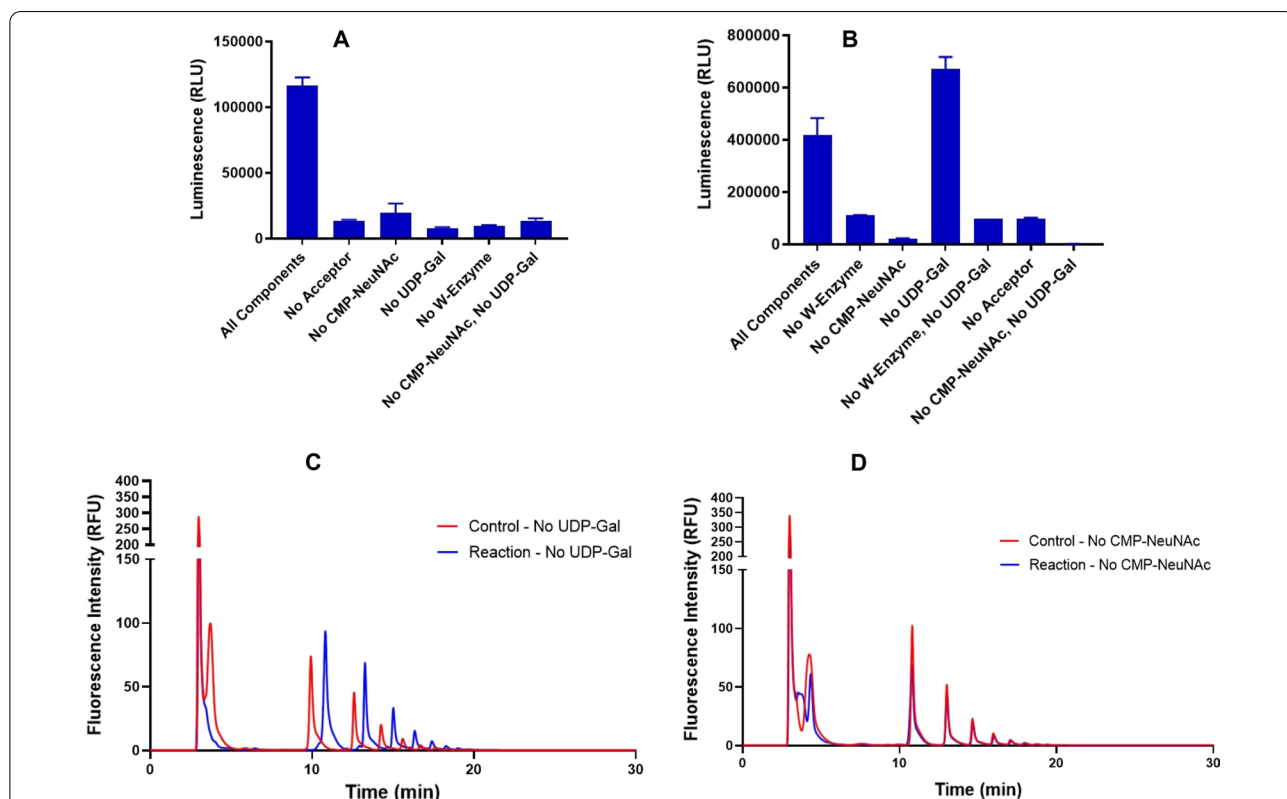 A
Luminescence (RLU)
150000
100000
50000
0
All Components
No Acceptor
No CMP-NeuNAc
No UDP-Gal
No W-Enzyme
No CMP-NeuNAc, No UDP-Gal
B
Luminescence (RLU)
800000
600000
400000
200000
0
All Components
No W-Enzyme
No CMP-NeuNAc
No UDP-Gal
No W-Enzyme, No UDP-Gal
No Acceptor
No CMP-NeuNAc, No UDP-Gal
C
Fluorescence Intensity (RFU)
400
350
300
250
200
150
100
50
0
Control - No UDP-Gal
Reaction - No UDP-Gal
0 10 20 30
Time (min)
D
Fluorescence Intensity (RFU)
400
350
300
250
200
150
100
50
0
Control - No CMP-NeuNAc
Reaction - No CMP-NeuNAc
0 10 20 30
Time (min)